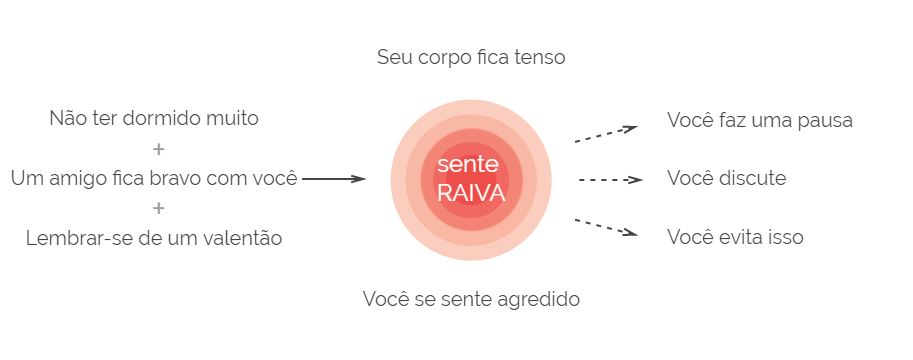 Seu corpo fica tenso
Não ter dormido muito
+
Um amigo fica bravo com você
+
Lembrar-se de um valentão
sente
RAIVA
Você faz uma pausa
Você discute
Você evita isso
Você se sente agredido